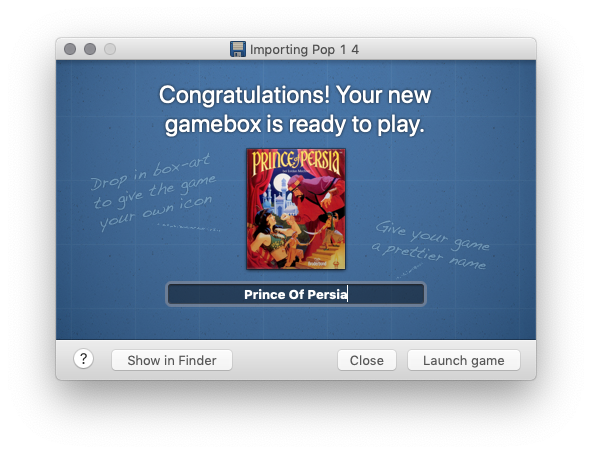 Importing Pop 1 4
Congratulations! Your new
gamebox is ready to play.
Drop in box-art
to give the game
your own icon
PRINCE OF PERSIA
Give your game
a prettier name
Prince Of Persia
?
Show in Finder
Close
Launch game